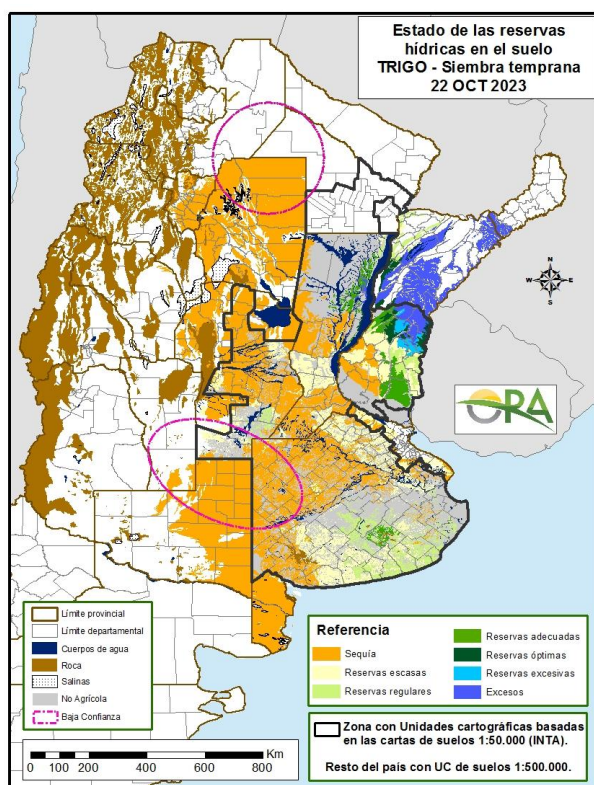 Estado de las reservas
hídricas en el suelo
TRIGO - Siembra temprana
22 OCT 2023
N
W E
S
ORA
Límite provincial
Límite departamental
Cuerpos de agua
Roca
Salinas
No Agrícola
Baja Confianza
Referencia
Sequía
Reservas escasas
Reservas regulares
Reservas adecuadas
Reservas óptimas
Reservas excesivas
Excesos
Zona con Unidades cartográficas basadas
en las cartas de suelos 1:50.000 (INTA).
Resto del país con UC de suelos 1:500.000.
Km
0 100 200 400 600 800